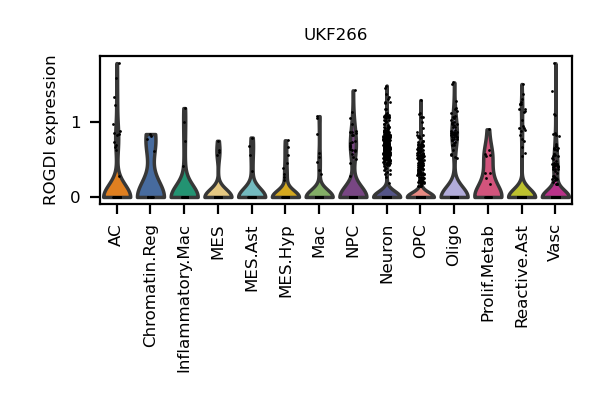 UKF266
ROGDI expression
1
0
AC
Chromatin.Reg
Inflammatory.Mac
MES
MES.Ast
MES.Hyp
Mac
NPC
Neuron
OPC
Oligo
Prolif.Metab
Reactive.Ast
Vasc